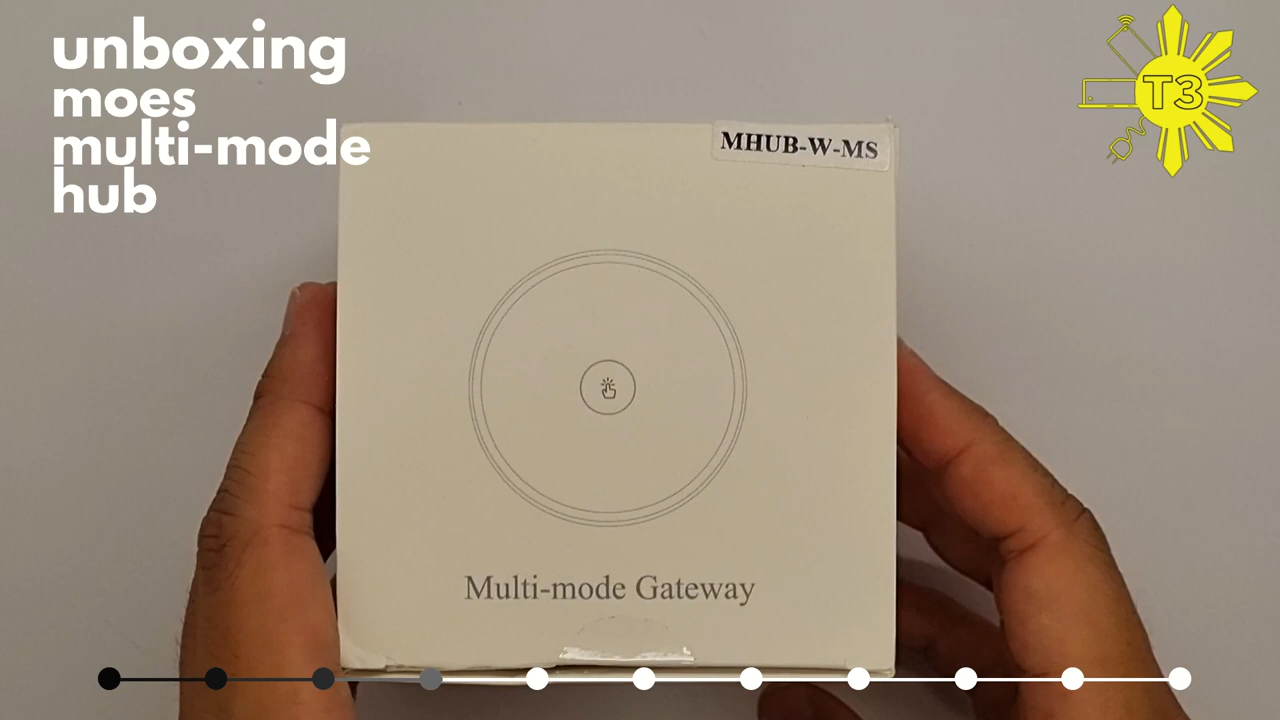 unboxing
moes
multi-mode
hub
T3
MHUB-W-MS
Multi-mode Gateway